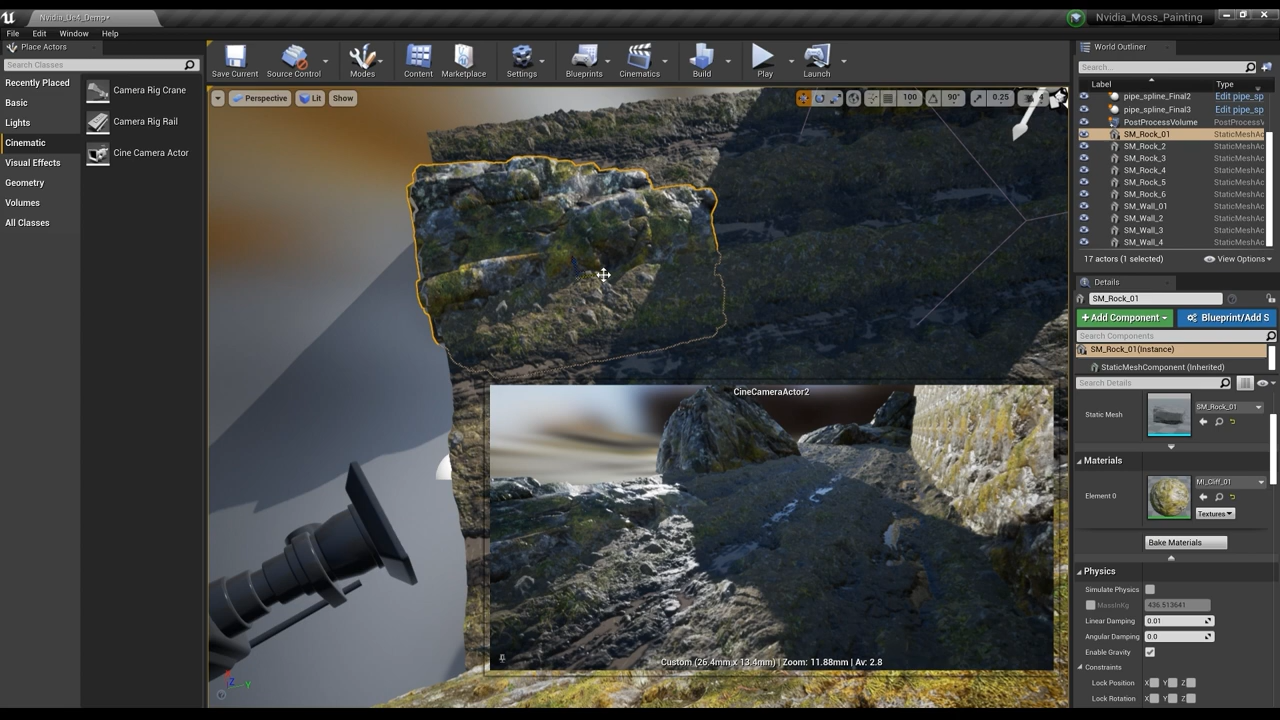 Nvidia_Ue4_Demp*
Nvidia_Moss_Painting
File Edit Window Help
Place Actors
Search Classes
Recently Placed
Basic
Lights
Cinematic
Visual Effects
Geometry
Volumes
All Classes
Camera Rig Crane
Camera Rig Rail
Cine Camera Actor
Save Current
Source Control
Modes
Content
Marketplace
Settings
Blueprints
Cinematics
Build
Play
Launch
Perspective
Lit
Show
100
90°
0.25
CineCameraActor2
Custom (26.4mm x 13.4mm) | Zoom: 11.88mm | Av: 2.8
Z
Y
World Outliner
Search...
Label Type
pipe_spline_Final2 Edit pipe_sp
pipe_spline_Final3 Edit pipe_sp
PostProcessVolume PostProcessV
SM_Rock_01 StaticMeshAc
SM_Rock_2 StaticMeshAc
SM_Rock_3 StaticMeshAc
SM_Rock_4 StaticMeshAc
SM_Rock_5 StaticMeshAc
SM_Rock_6 StaticMeshAc
SM_Wall_01 StaticMeshAc
SM_Wall_2 StaticMeshAc
SM_Wall_3 StaticMeshAc
SM_Wall_4 StaticMeshAc
17 actors (1 selected)
View Options
Details
SM_Rock_01
+Add Component
Blueprint/Add S
Search Components
SM_Rock_01(Instance)
StaticMeshComponent (Inherited)
Search Details
Static Mesh
SM_Rock_01
Materials
Element 0
MI_Cliff_01
Textures
Bake Materials
Physics
Simulate Physics
MassInKg 436.513641
Linear Damping 0.01
Angular Damping 0.0
Enable Gravity
Constraints
Lock Position X Y Z
Lock Rotation X Y Z